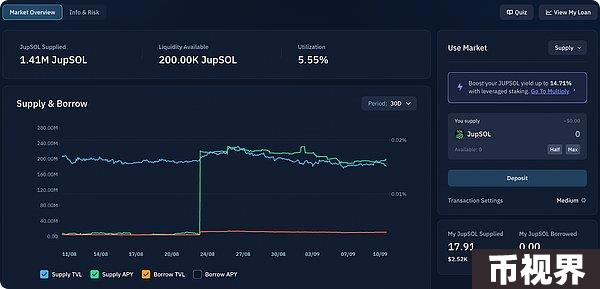 Market Overview
Info & Risk
Quiz
View My Loan
JupSOL Supplied
1.41M JupSOL
Liquidity Available
200.00K JupSOL
Utilization
5.55%
Use Market
Supply
Boost your JUPSOL yield up to 14.71%
with leveraged staking. Go To Multiply
You supply
~$0.00
JupSOL
0
Available: 0
Half
Max
Deposit
Transaction Settings
Medium
My JupSOL Supplied
17.91
$2.52K
My JupSOL Borrowed
0.00
Supply & Borrow
Period: 30D
280.00M
240.00M
200.00M
160.00M
120.00M
80.00M
40.00M
0.00
0.02%
0.01%
11/08
14/08
17/08
20/08
23/08
26/08
28/08
31/08
03/09
06/09
10/09
Supply TVL
Supply APY
Borrow TVL
Borrow APY
币视界